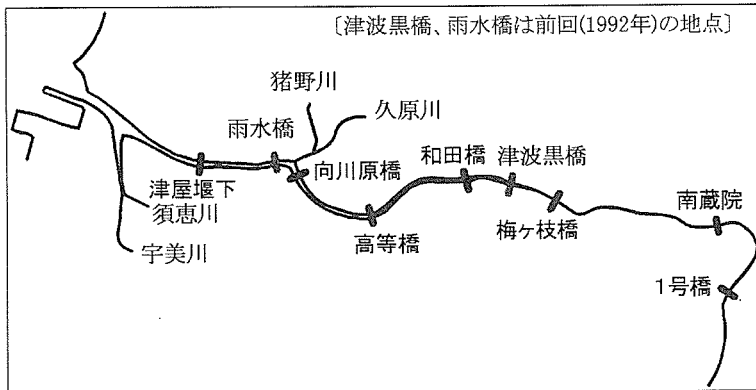 〔津波黒橋、雨水橋は前回(1992年)の地点〕
猪野川
久原川
雨水橋
和田橋
津波黒橋
向川原橋
津屋堰下
須恵川
南蔵院
梅ヶ枝橋
高等橋
宇美川
1号橋